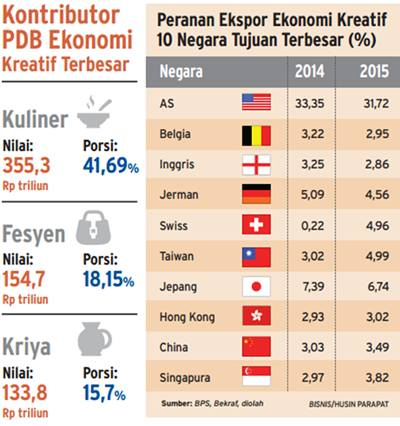 Kontributor
PDB Ekonomi
Kreatif Terbesar
Kuliner
Nilai: Porsi:
355,3 41,69%
Rp triliun
Fesyen
Nilai: Porsi:
154,7 18,15%
Rp triliun
Kriya
Nilai: Porsi:
133,8 15,7%
Rp triliun
Peranan Ekspor Ekonomi Kreatif
10 Negara Tujuan Terbesar (%)
Negara 2014 2015
AS 33,35 31,72
Belgia 3,22 2,95
Inggris 3,25 2,86
Jerman 5,09 4,56
Swiss 0,22 4,96
Taiwan 3,02 4,99
Jepang 7,39 6,74
Hong Kong 2,93 3,02
China 3,03 3,49
Singapura 2,97 3,82
Sumber: BPS, Bekraf, diolah BISNIS/HUSIN PARAPAT